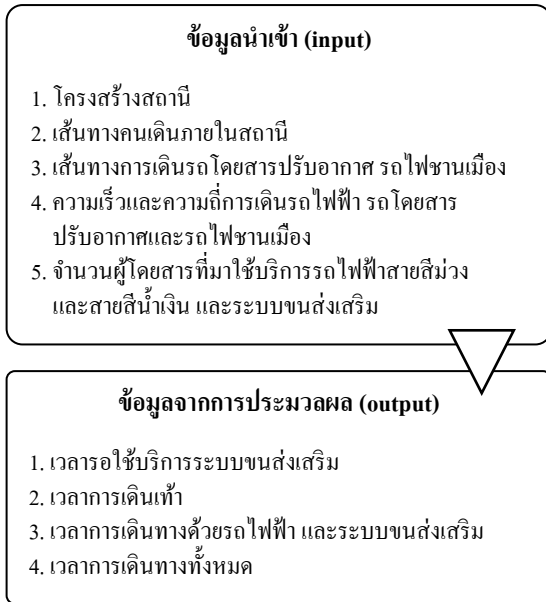 ข้อมูลนำเข้า (input)
1. โครงสร้างสถานี
2. เส้นทางคนเดินภายในสถานี
3. เส้นทางการเดินรถโดยสารปรับอากาศ รถไฟชานเมือง
4. ความเร็วและความถี่การเดินรถไฟฟ้า รถโดยสาร
ปรับอากาศและรถไฟชานเมือง
5. จำนวนผู้โดยสารที่มาใช้บริการรถไฟฟ้าสายสีม่วง
และสายสีน้ำเงิน และระบบขนส่งเสริม
ข้อมูลจากการประมวลผล (output)
1. เวลารอใช้บริการระบบขนส่งเสริม
2. เวลาการเดินเท้า
3. เวลาการเดินทางด้วยรถไฟฟ้า และระบบขนส่งเสริม
4. เวลาการเดินทางทั้งหมด